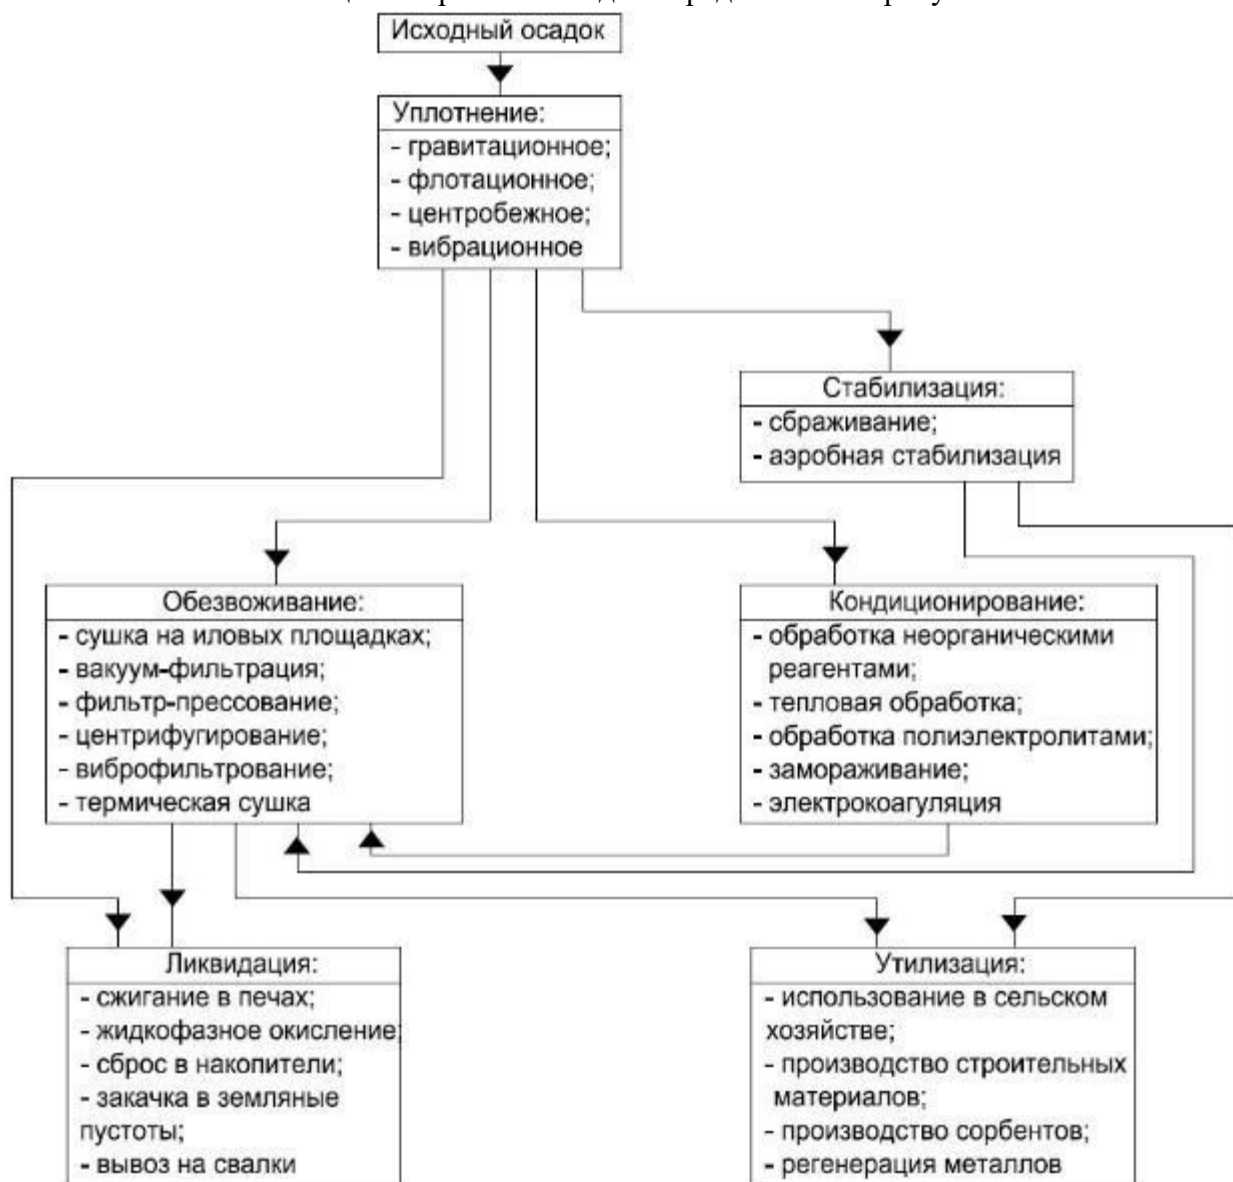 Исходный осадок
Уплотнение:
- гравитационное;
- флотационное;
- центробежное;
- вибрационное
Стабилизация:
- сбраживание;
- аэробная стабилизация
Обезвоживание:
- сушка на иловых площадках;
- вакуум-фильтрация;
- фильтр-прессование;
- центрифугирование;
- виброфильтрование;
- термическая сушка
Кондиционирование:
- обработка неорганическими
реагентами;
- тепловая обработка;
- обработка полиэлектролитами;
- замораживание;
- электрокоагуляция
Ликвидация:
- сжигание в печах;
- жидкофазное окисление;
- сброс в накопители;
- закачка в земляные
пустоты;
- вывоз на свалки
Утилизация:
- использование в сельском
хозяйстве;
- производство строительных
материалов;
- производство сорбентов;
- регенерация металлов